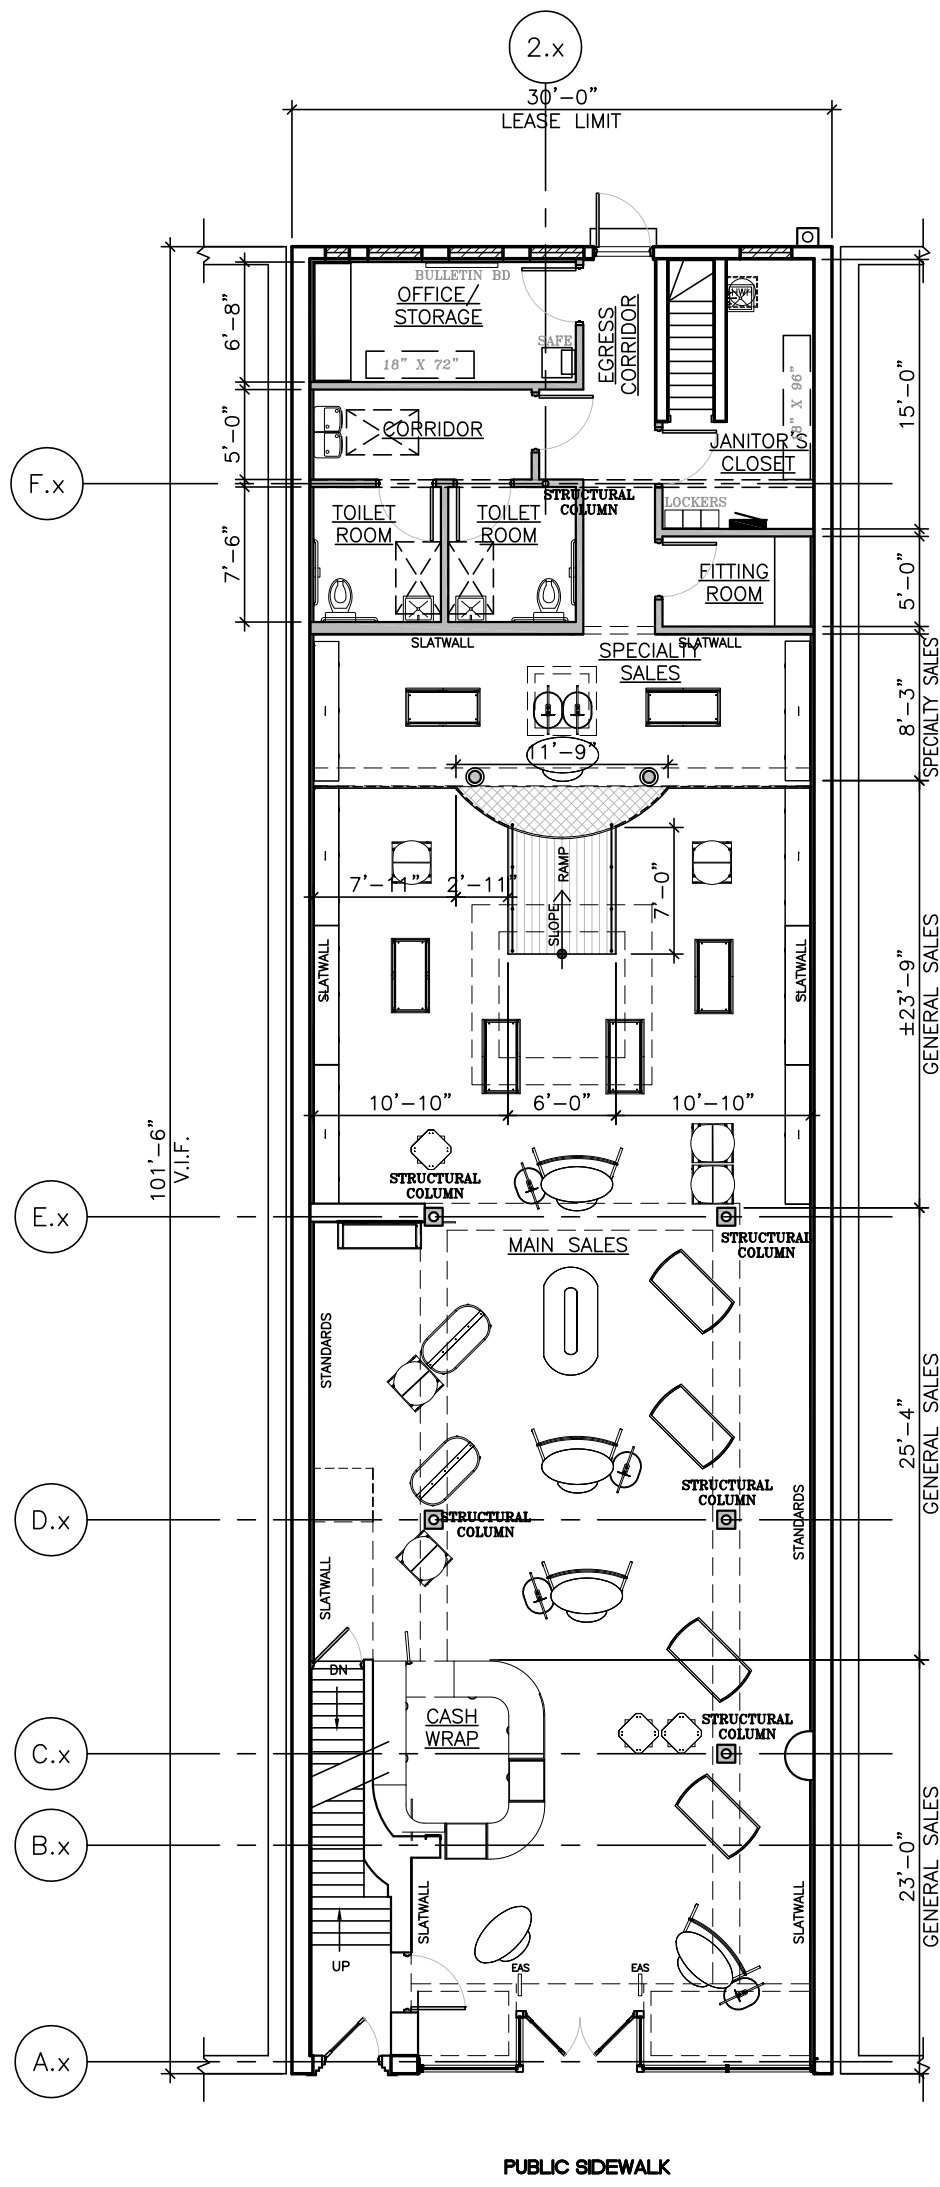 2.x
30'-0"
LEASE LIMIT
BULLETIN BD
OFFICE/
STORAGE
SAFE
18" X 72"
EGRESS
CORRIDOR
6'-8"
HW
18" X 96"
15'-0"
CORRIDOR
5'-0"
JANITOR'S
CLOSET
F.x
STRUCTURAL
COLUMN
LOCKERS
TOILET
ROOM
TOILET
ROOM
7'-6"
FITTING
ROOM
5'-0"
SLATWALL
SLATWALL
SPECIALTY
SALES
8'-3"
SPECIALTY SALES
11'-9"
7'-11"
2'-11"
SLOPE
RAMP
7'-0"
SLATWALL
SLATWALL
±23'-9"
GENERAL SALES
10'-10"
6'-0"
10'-10"
101'-6"
V.I.F.
STRUCTURAL
COLUMN
E.x
STRUCTURAL
COLUMN
MAIN SALES
STANDARDS
25'-4"
GENERAL SALES
STRUCTURAL
COLUMN
D.x
STRUCTURAL
COLUMN
STANDARDS
SLATWALL
DN
CASH
WRAP
STRUCTURAL
COLUMN
C.x
B.x
23'-0"
GENERAL SALES
SLATWALL
SLATWALL
UP
EAS
EAS
A.x
PUBLIC SIDEWALK